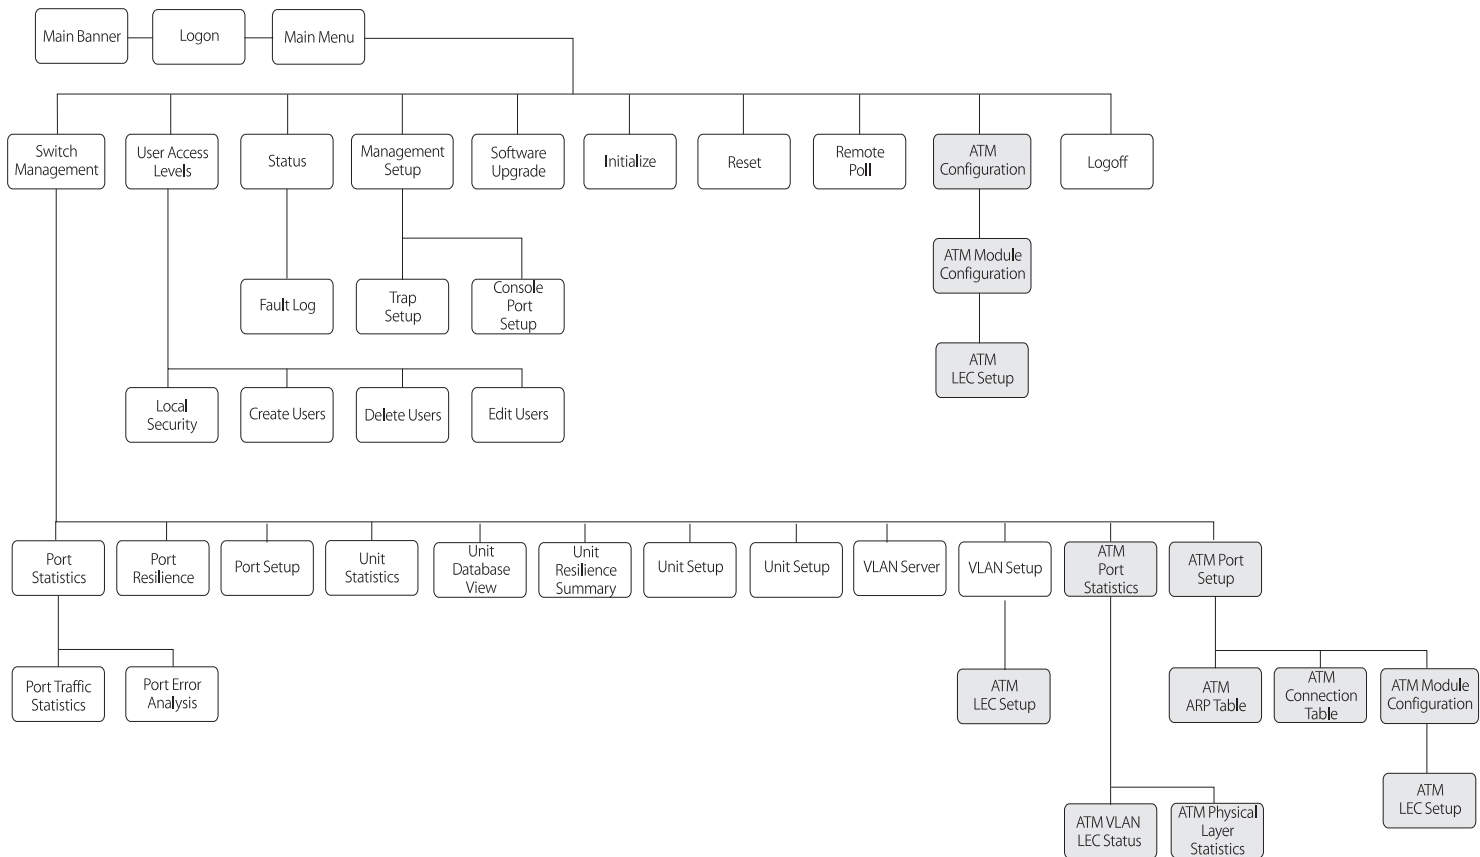 Main Banner
Logon
Main Menu
Switch
Management
User Access
Levels
Status
Management
Setup
Software
Upgrade
Initialize
Reset
Remote
Poll
ATM
Configuration
Logoff
ATM Module
Configuration
Fault Log
Trap
Setup
Console
Port
Setup
ATM
LEC Setup
Local
Security
Create Users
Delete Users
Edit Users
Port
Statistics
Port
Resilience
Port Setup
Unit
Statistics
Unit
Database
View
Unit
Resilience
Summary
Unit Setup
Unit Setup
VLAN Server
VLAN Setup
ATM
Port
Statistics
ATM Port
Setup
Port Traffic
Statistics
Port Error
Analysis
ATM
LEC Setup
ATM
ARP Table
ATM
Connection
Table
ATM Module
Configuration
ATM VLAN
LEC Status
ATM Physical
Layer
Statistics
ATM
LEC Setup